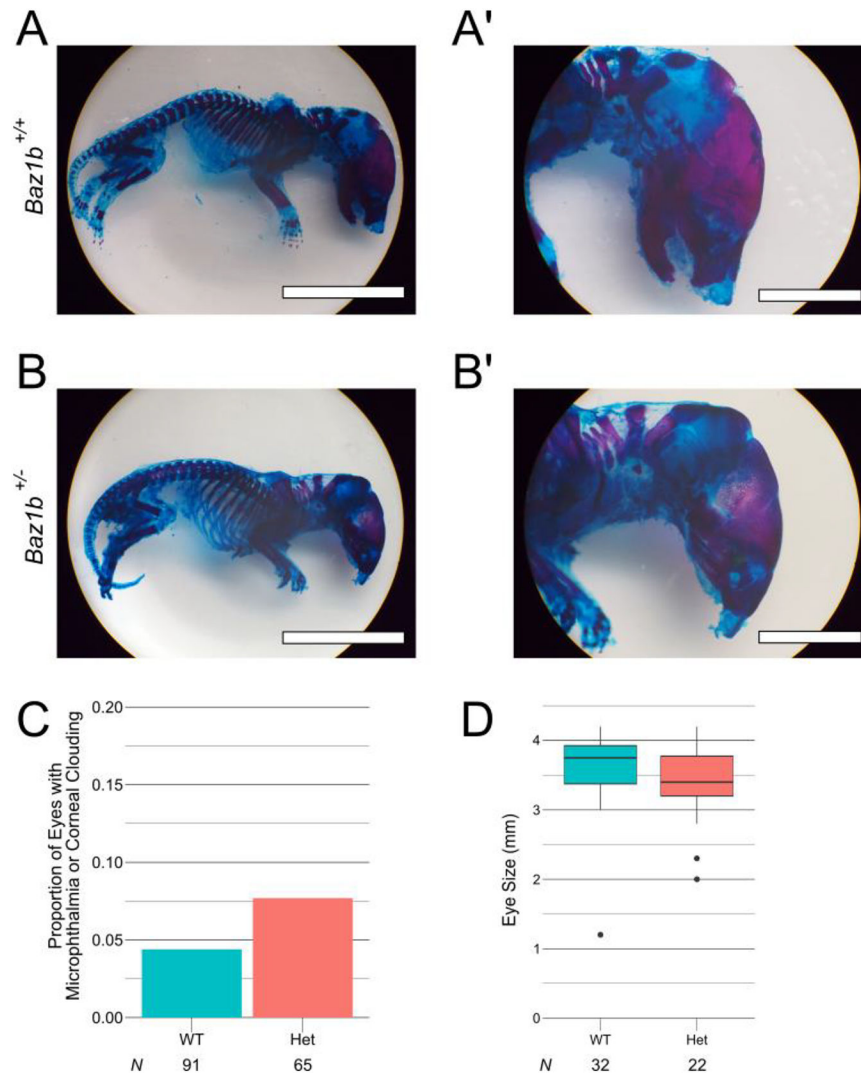 A
A'
Baz1b+/+
B
B'
Baz1b+/-
C
D
Proportion of Eyes with
Microphthalmia or Corneal Clouding
0.20
0.15
0.10
0.05
0.00
WT
Het
N
91
65
Eye Size (mm)
4
3
2
1
0
WT
Het
N
32
22